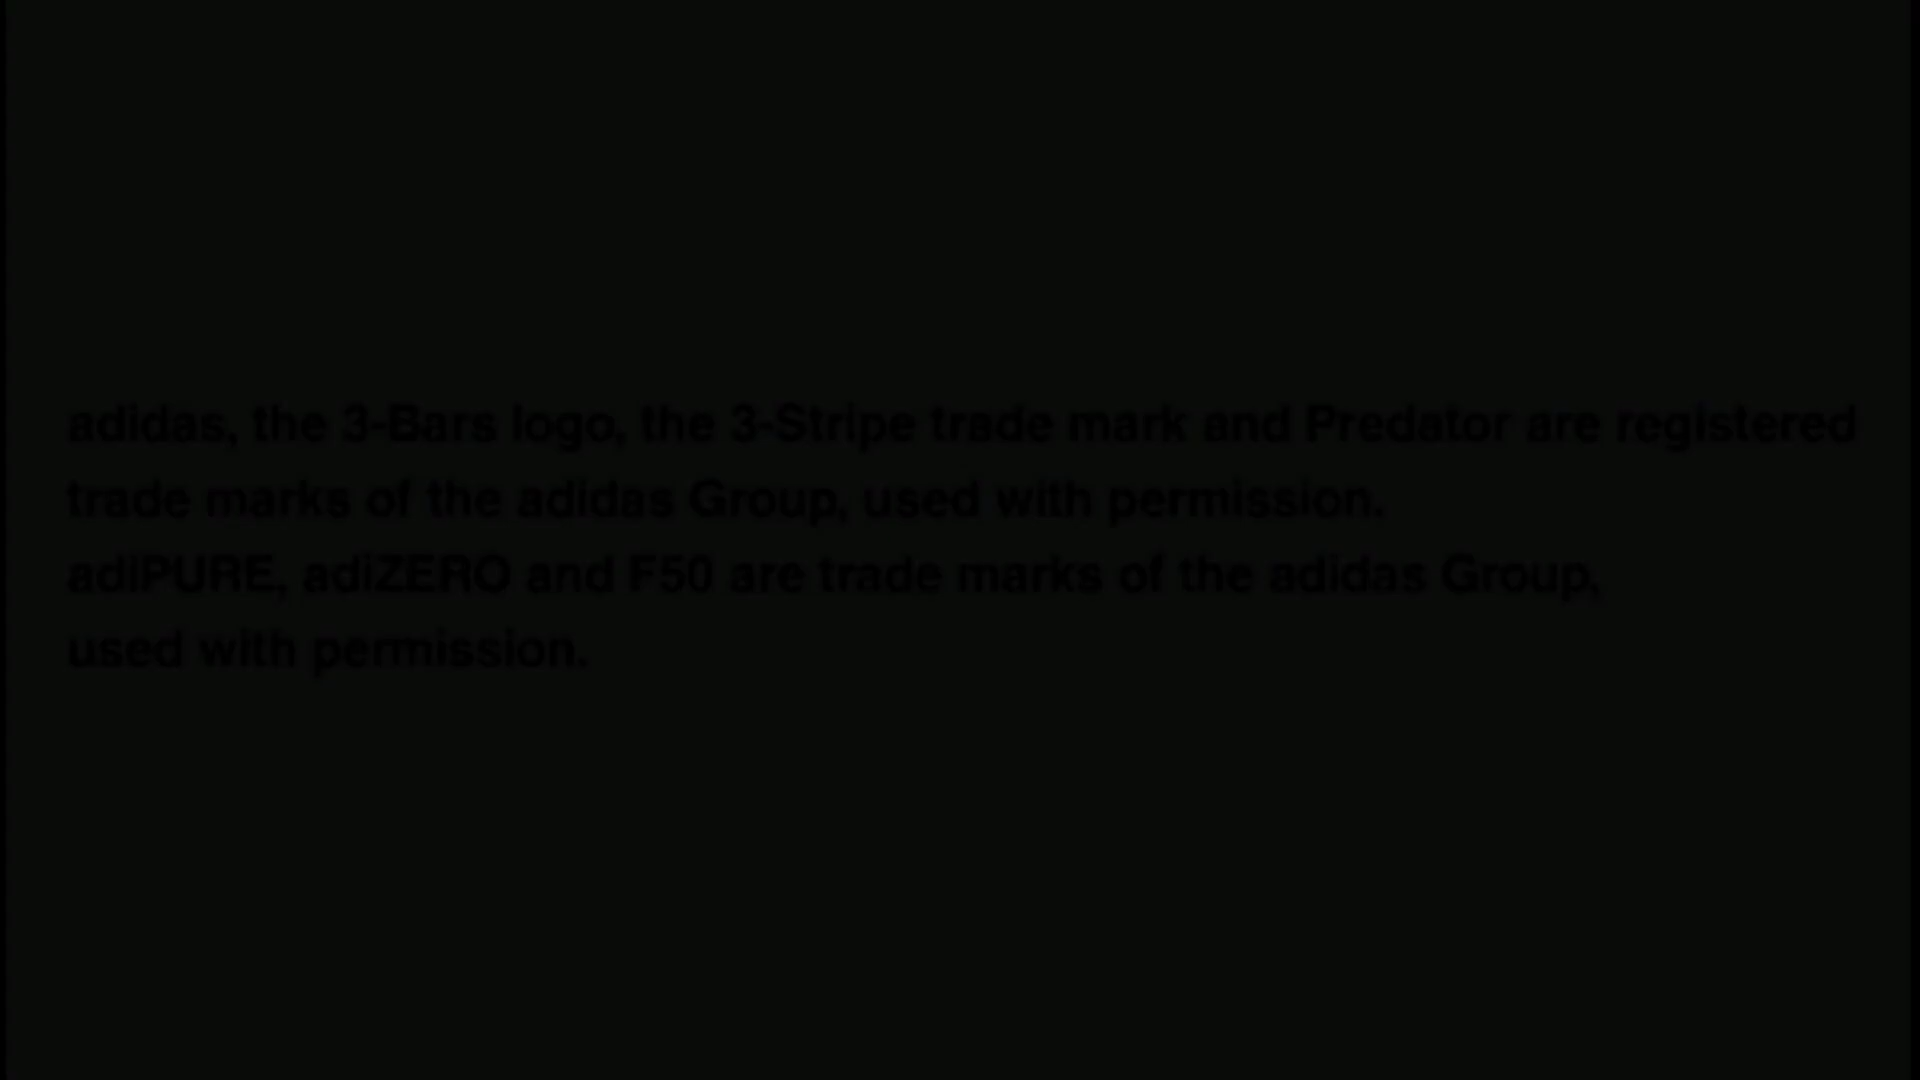 adidas, the 3-Bars logo, the 3-Stripe trade mark and Predator are registered
trade marks of the adidas Group, used with permission.
adiPURE, adiZERO and F50 are trade marks of the adidas Group,
used with permission.